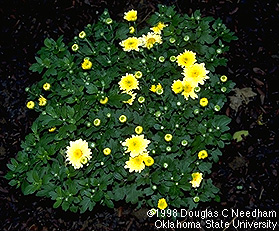 ©1998 Douglas C Needham
Oklahoma State University